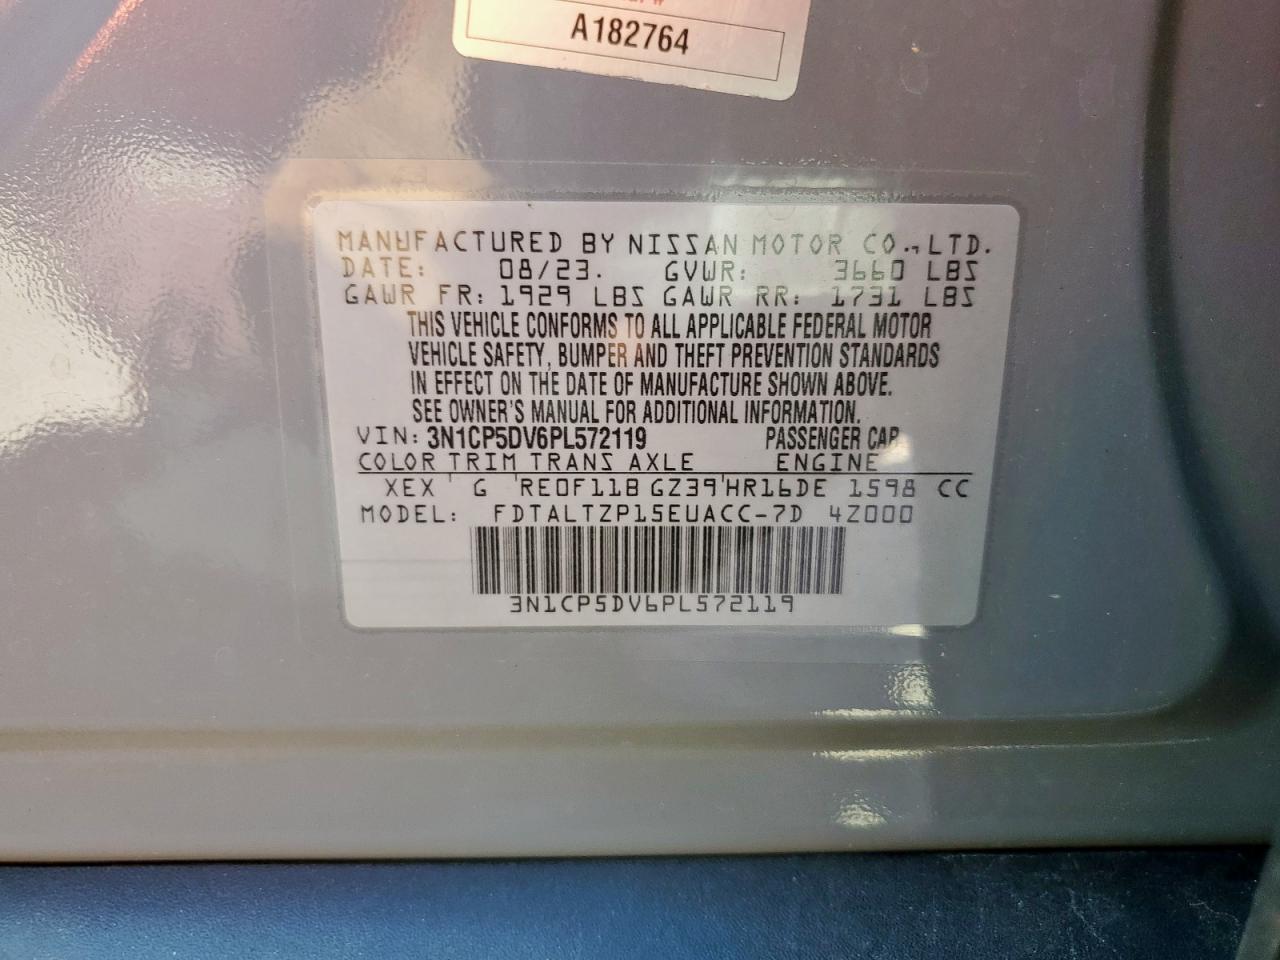 A182764
MANUFACTURED BY NISSAN MOTOR CO., LTD.
DATE: 08/23. GVWR: 3660 LBS
GAWR FR: 1929 LBS GAWR RR: 1731 LBS
THIS VEHICLE CONFORMS TO ALL APPLICABLE FEDERAL MOTOR
VEHICLE SAFETY, BUMPER AND THEFT PREVENTION STANDARDS
IN EFFECT ON THE DATE OF MANUFACTURE SHOWN ABOVE.
SEE OWNER'S MANUAL FOR ADDITIONAL INFORMATION.
VIN: 3N1CP5DV6PL572119 PASSENGER CAR
COLOR TRIM TRANS AXLE ENGINE
XEX G RE0F11B GZ39 HR16DE 1598 CC
MODEL: FDTALTZP15EUACC-7D 4Z000
3N1CP5DV6PL572119